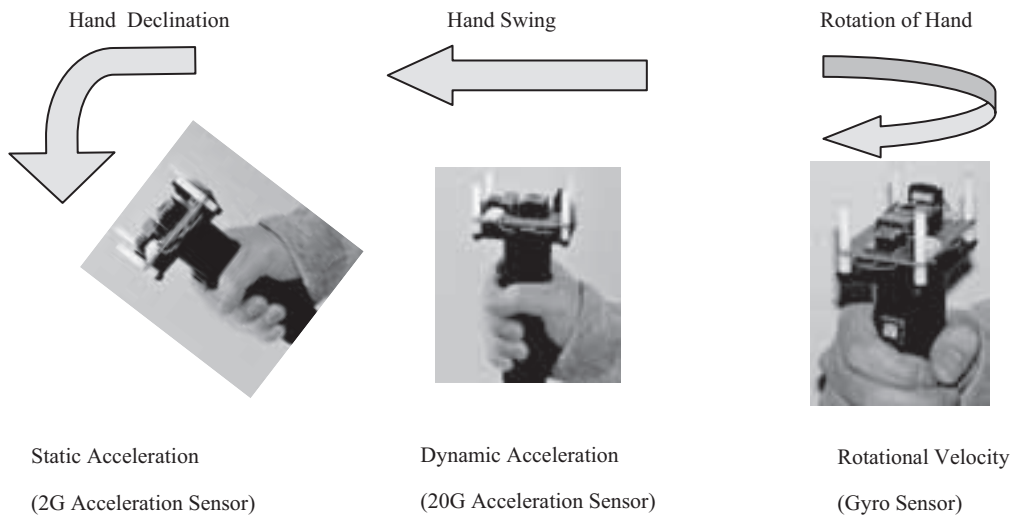 Hand Declination
Hand Swing
Rotation of Hand
Static Acceleration
(2G Acceleration Sensor)
Dynamic Acceleration
(20G Acceleration Sensor)
Rotational Velocity
(Gyro Sensor)